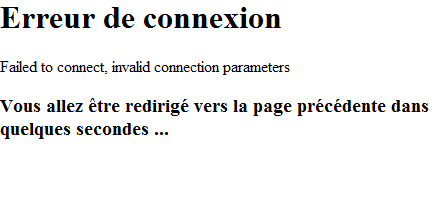 Erreur de connexion
Failed to connect, invalid connection parameters
Vous allez être redirigé vers la page précédente dans
quelques secondes ...